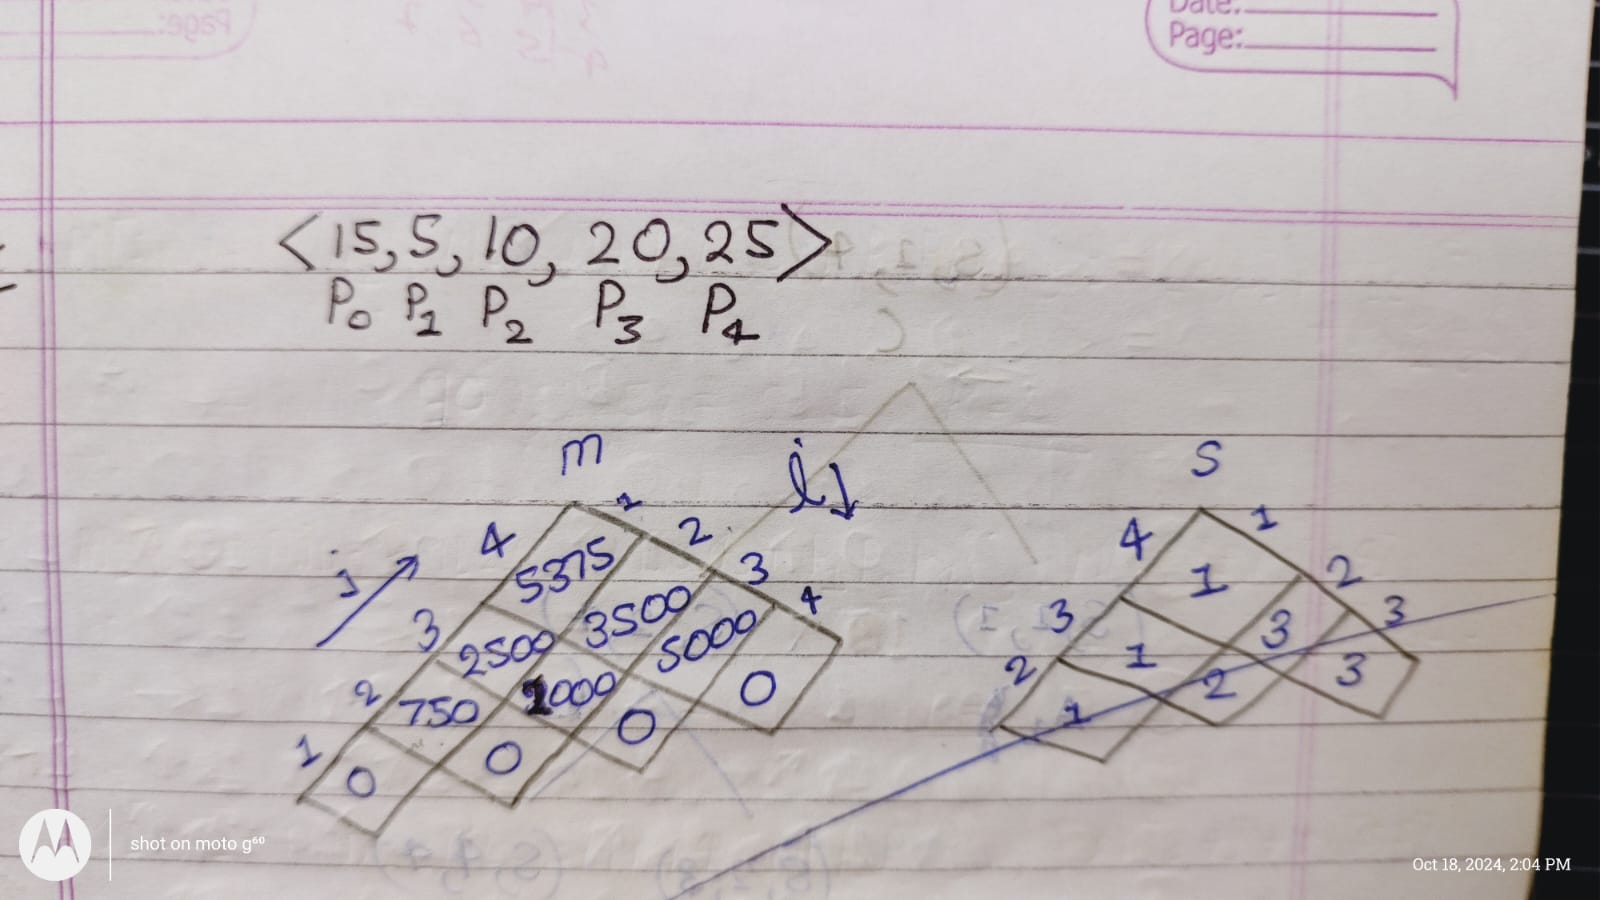 Date:
Page:
<15, 5, 10, 20, 25>
P0 P1 P2 P3 P4
m
i
s
j
1 2 3 4
4 3 2 1
5375
2500 3500
750 1000 5000
0 0 0 0
4 3 2
1 2 3
1
1 3
1 2 3
shot on moto g⁶⁰
Oct 18, 2024, 2:04 PM